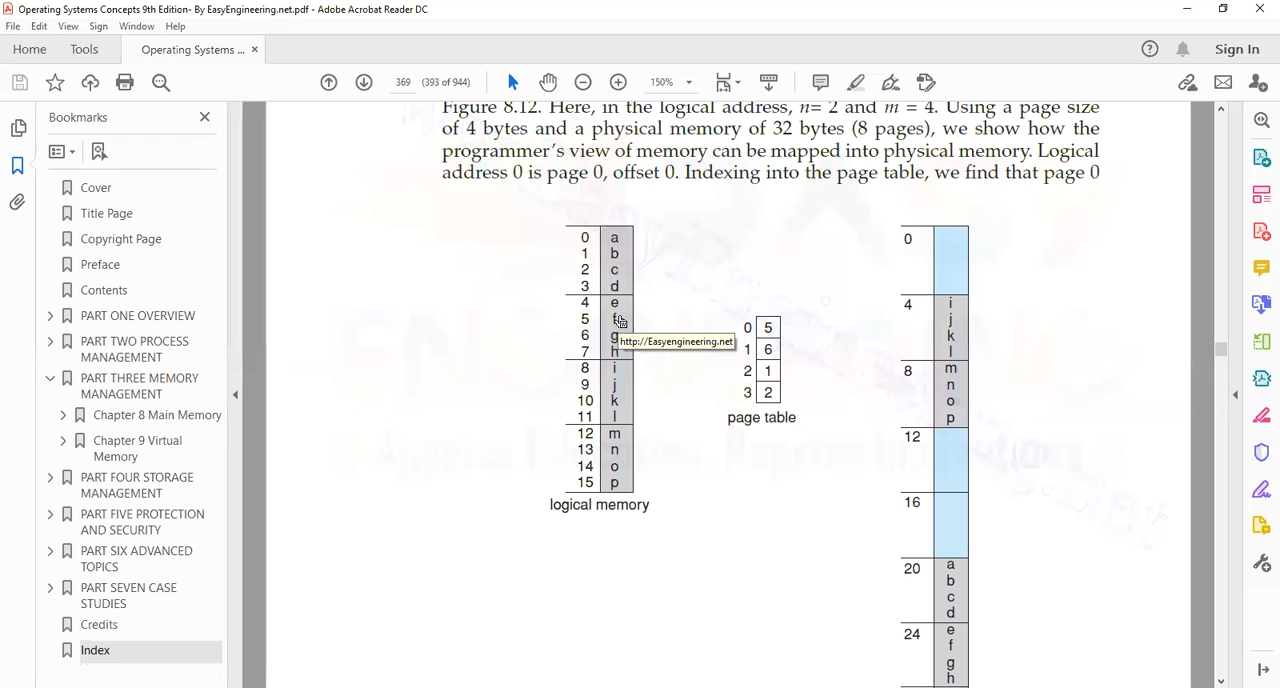 Operating Systems Concepts 9th Edition- By EasyEngineering.net.pdf - Adobe Acrobat Reader DC
File Edit View Sign Window Help
Home Tools Operating Systems ... × Sign In
369 (393 of 944) 150%
Bookmarks
Cover
Title Page
Copyright Page
Preface
Contents
PART ONE OVERVIEW
PART TWO PROCESS
MANAGEMENT
PART THREE MEMORY
MANAGEMENT
Chapter 8 Main Memory
Chapter 9 Virtual
Memory
PART FOUR STORAGE
MANAGEMENT
PART FIVE PROTECTION
AND SECURITY
PART SIX ADVANCED
TOPICS
PART SEVEN CASE
STUDIES
Credits
Index
Figure 8.12. Here, in the logical address, n= 2 and m = 4. Using a page size
of 4 bytes and a physical memory of 32 bytes (8 pages), we show how the
programmer's view of memory can be mapped into physical memory. Logical
address 0 is page 0, offset 0. Indexing into the page table, we find that page 0
0 a
1 b
2 c
3 d
4 e
5 f
6 g
7 h
8 i
9 j
10 k
11 l
12 m
13 n
14 o
15 p
logical memory
http://Easyengineering.net
0 5
1 6
2 1
3 2
page table
0
4 i
j
k
l
8 m
n
o
p
12
16
20 a
b
c
d
24 e
f
g
h